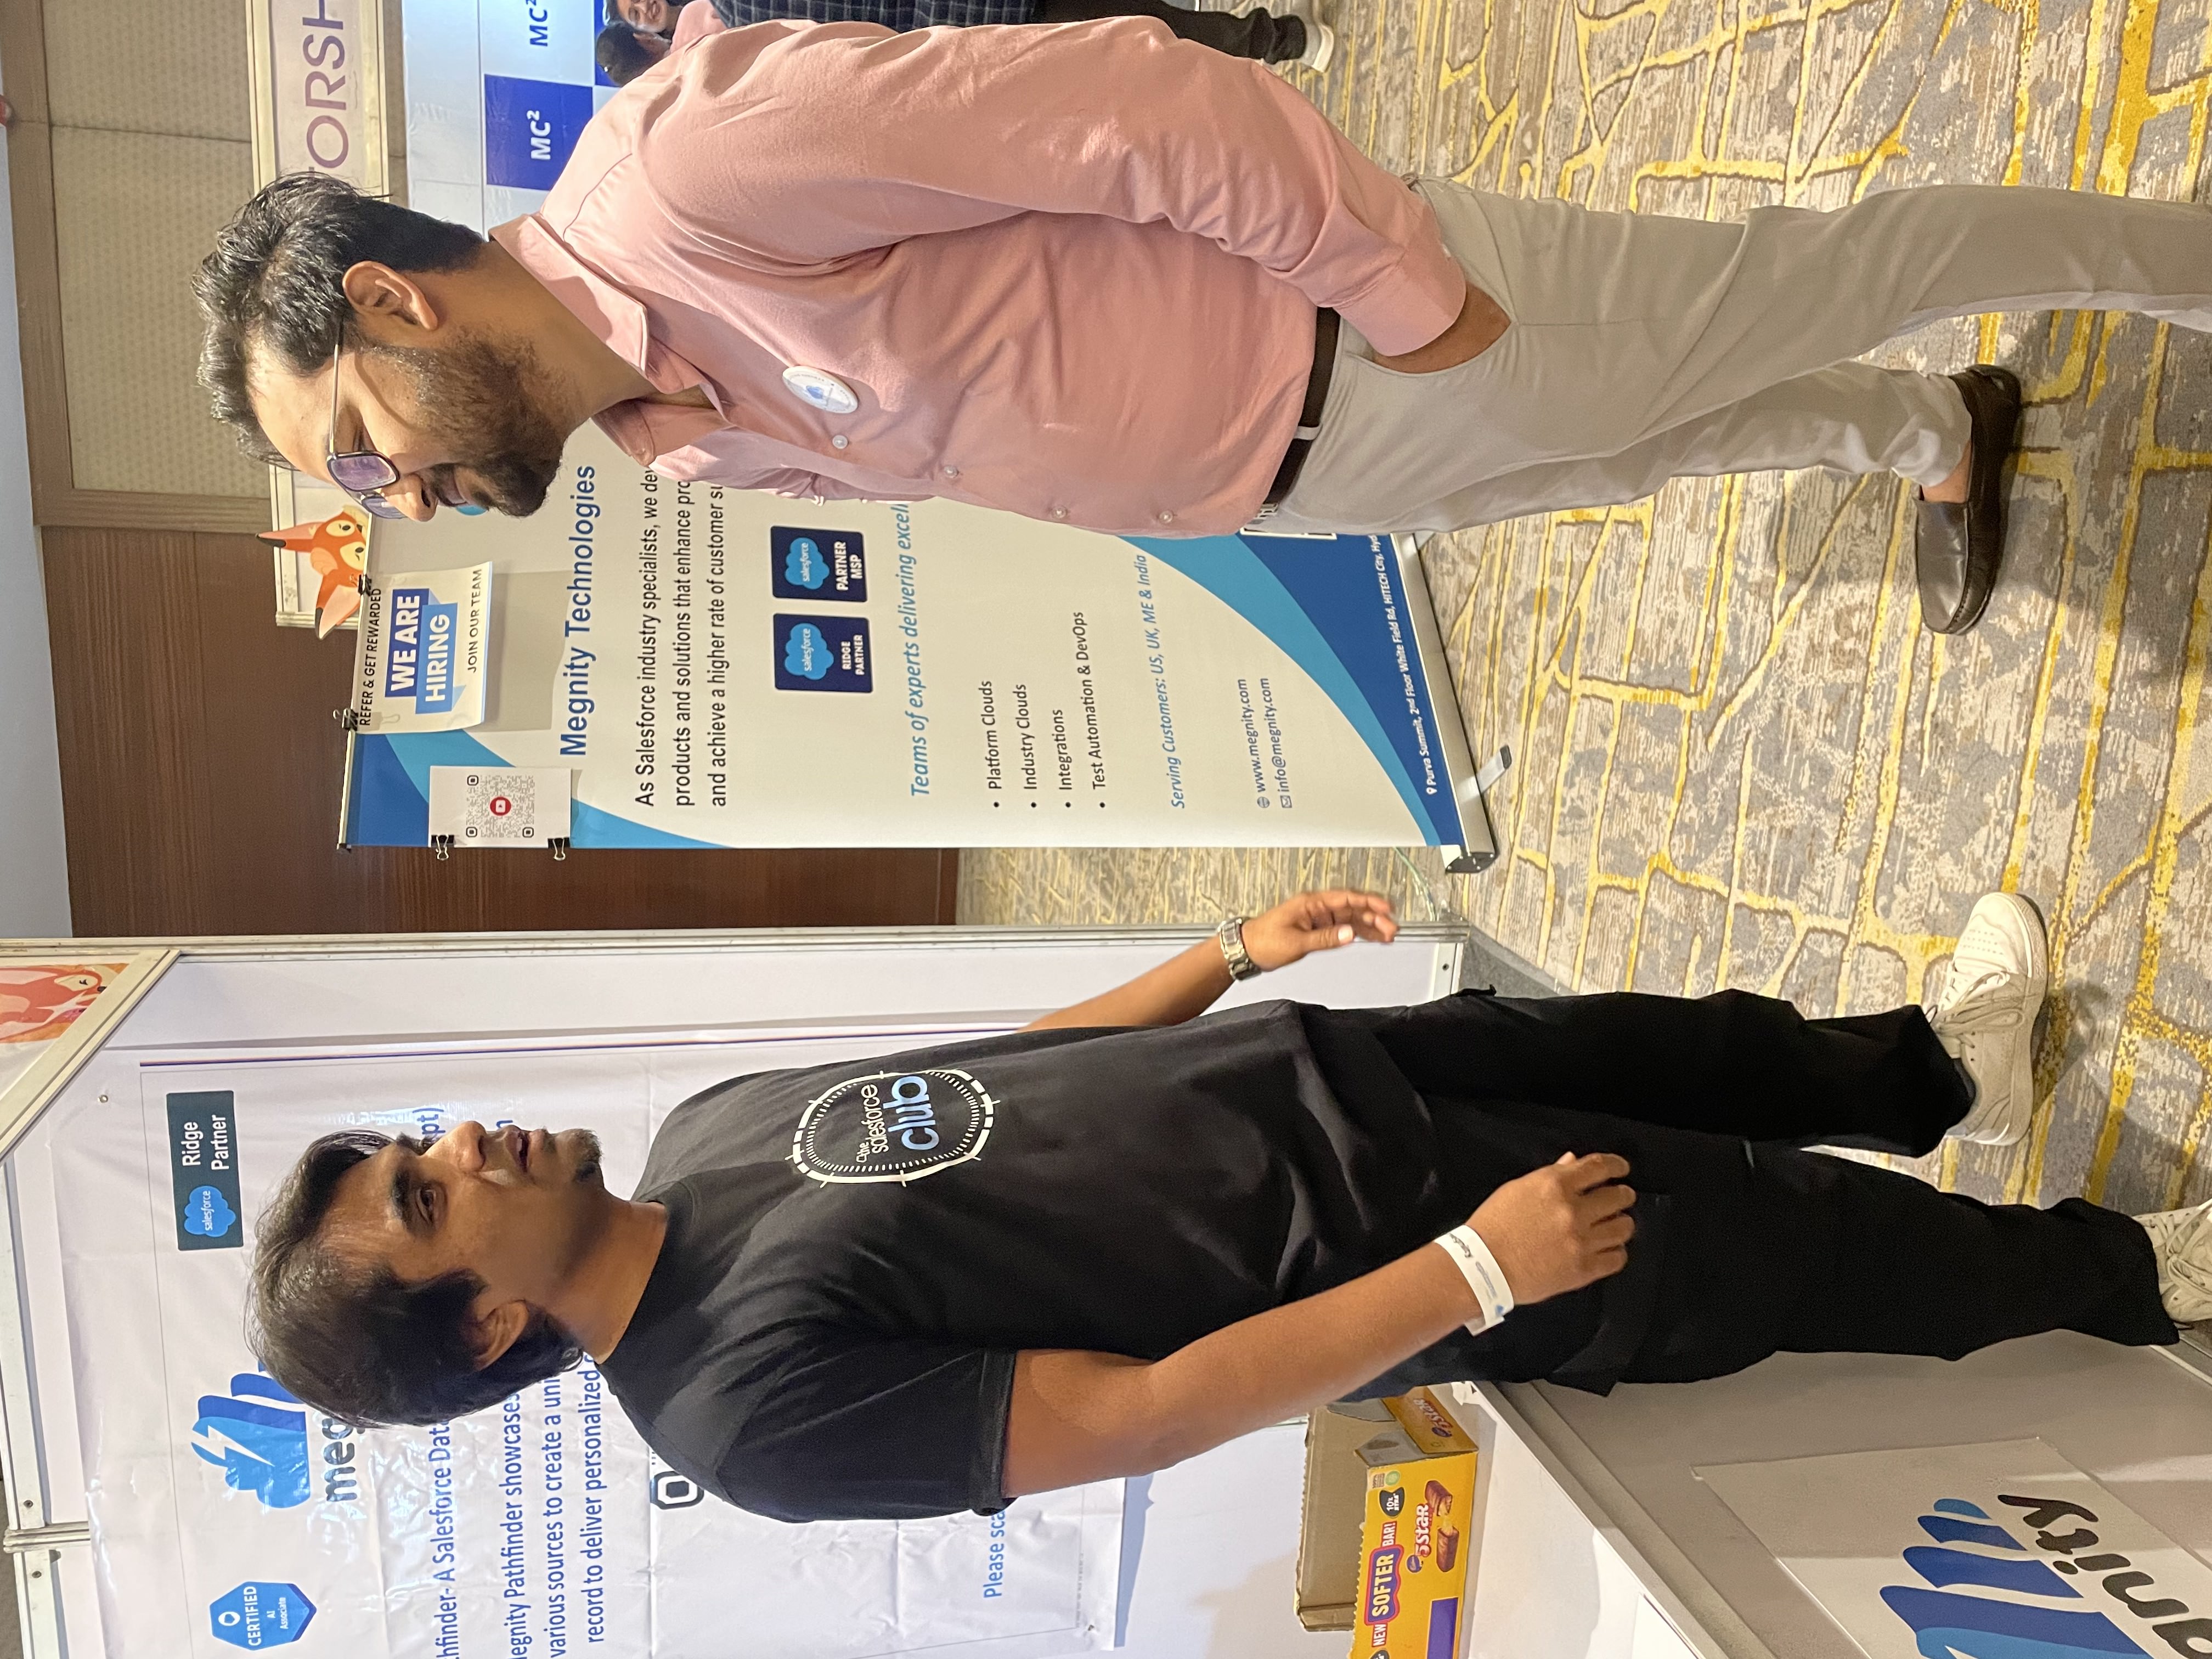 CERTIFIED
AI
Associate
salesforce
Ridge
Partner
meg
hfinder- A Salesforce Data
pt)
egnity Pathfinder showcases
various sources to create a uni
record to deliver personalized
Please sca
NEW SOFTER BAR!
5STAR
gnity
the
salesforce
club
REFER & GET REWARDED
WE ARE
HIRING
JOIN OUR TEAM
Megnity Technologies
As Salesforce industry specialists, we dev
products and solutions that enhance pro
and achieve a higher rate of customer su
salesforce
RIDGE
PARTNER
salesforce
PARTNER
MSP
Teams of experts delivering excell
• Platform Clouds
• Industry Clouds
• Integrations
• Test Automation & DevOps
Serving Customers: US, UK, ME & India
www.megnity.com
info@megnity.com
Purva Summit, 2nd Floor White Field Rd, HITECH City, Hyd
TORSH
MC²
MC²